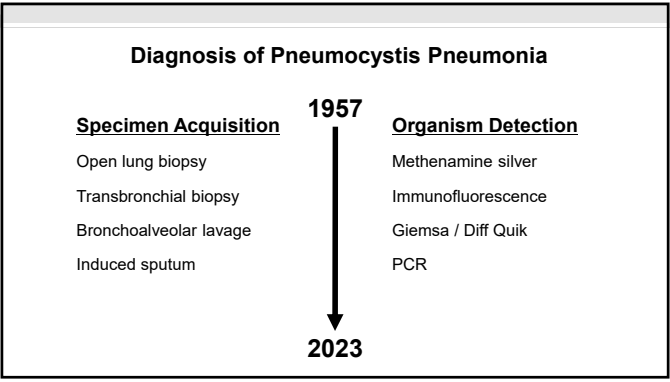 Diagnosis of Pneumocystis Pneumonia
1957
Specimen Acquisition
Open lung biopsy
Transbronchial biopsy
Bronchoalveolar lavage
Induced sputum
Organism Detection
Methenamine silver
Immunofluorescence
Giemsa / Diff Quik
PCR
2023